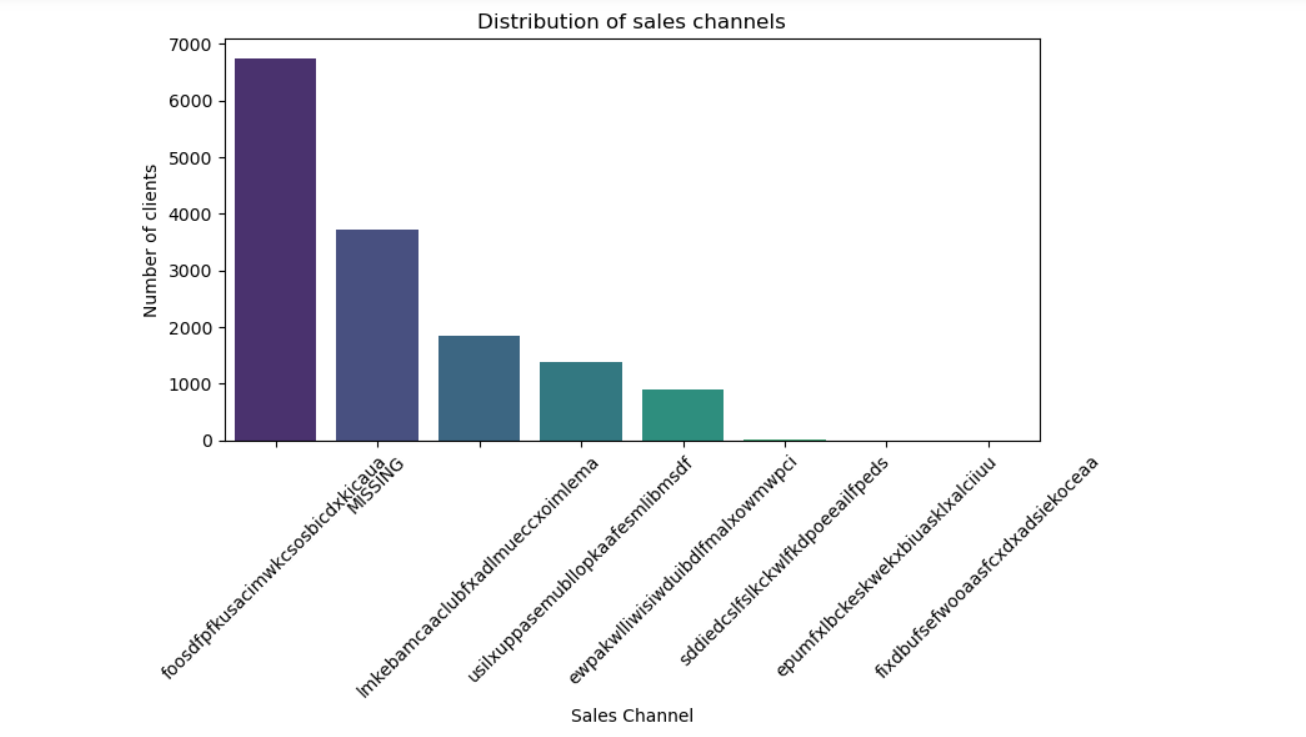 Distribution of sales channels
Number of clients
7000
6000
5000
4000
3000
2000
1000
0
foosdfpfkusacimwkcsosbicdxkicaua
MISSING
lmkebamcaaclubfxadlmueccxoimlema
usilxuppasemubllopkaafesmlibmsdf
ewpakwlliwisiwduibdlfmalxowmwpci
sddiedcslfslkckwlfkdpoeeailfpeds
epumfxlbckeskwekxbiuasklxalciiuu
fixdbufsefwooaasfcxdxadsiekoceaa
Sales Channel